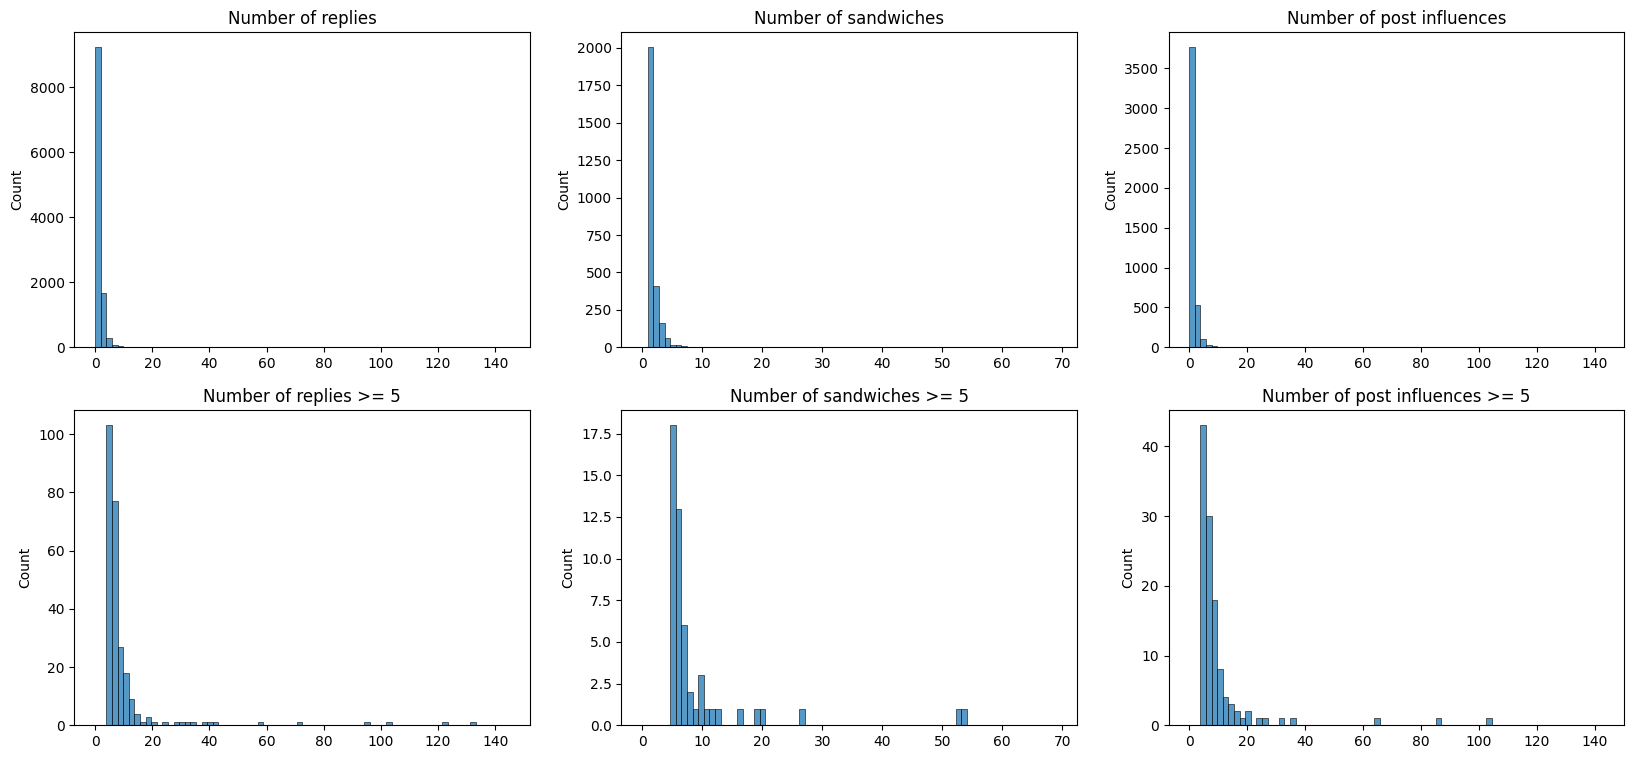 Number of replies
Number of sandwiches
Number of post influences
8000
6000
4000
2000
0
Count
0 20 40 60 80 100 120 140
2000
1750
1500
1250
1000
750
500
250
0
Count
0 10 20 30 40 50 60 70
3500
3000
2500
2000
1500
1000
500
0
Count
0 20 40 60 80 100 120 140
Number of replies >= 5
Number of sandwiches >= 5
Number of post influences >= 5
100
80
60
40
20
0
Count
0 20 40 60 80 100 120 140
17.5
15.0
12.5
10.0
7.5
5.0
2.5
0.0
Count
0 10 20 30 40 50 60 70
40
30
20
10
0
Count
0 20 40 60 80 100 120 140